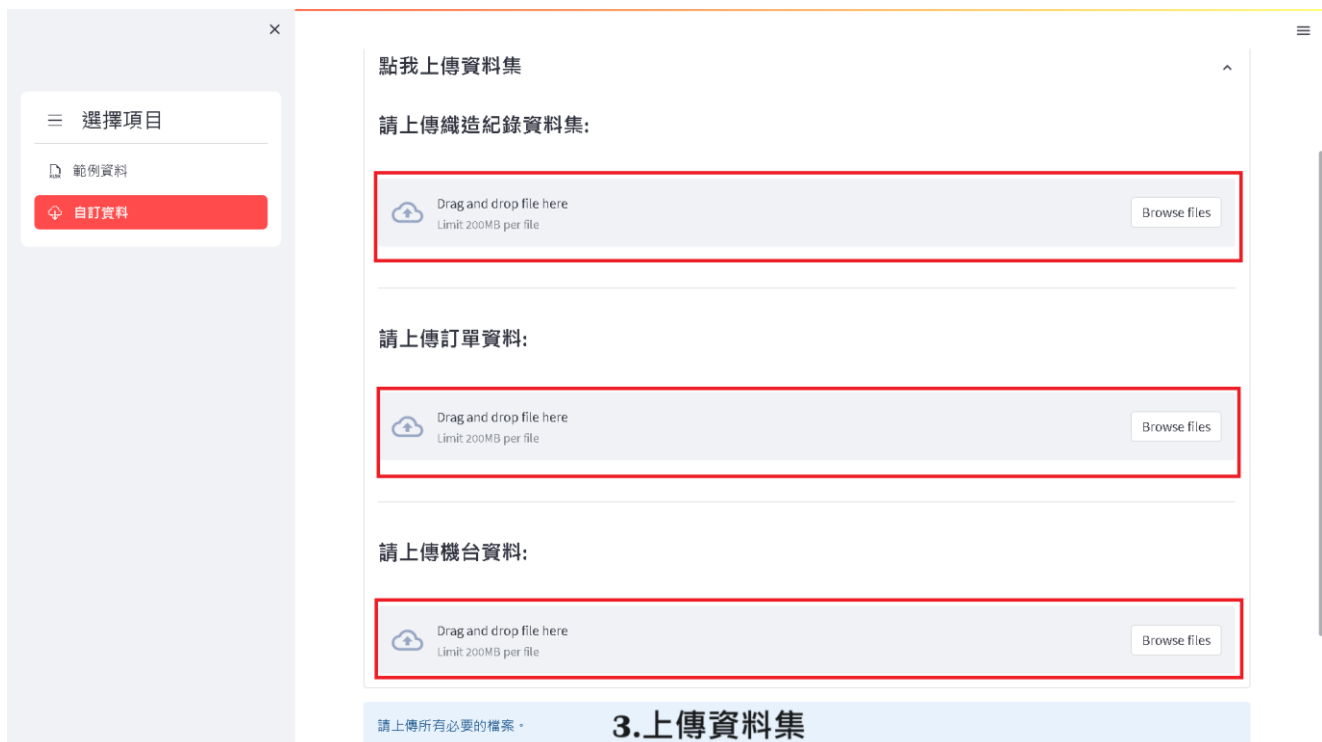 選擇項目
範例資料
自訂資料
點我上傳資料集
請上傳織造紀錄資料集:
Drag and drop file here
Limit 200MB per file
Browse files
請上傳訂單資料:
Drag and drop file here
Limit 200MB per file
Browse files
請上傳機台資料:
Drag and drop file here
Limit 200MB per file
Browse files
請上傳所有必要的檔案。
3.上傳資料集